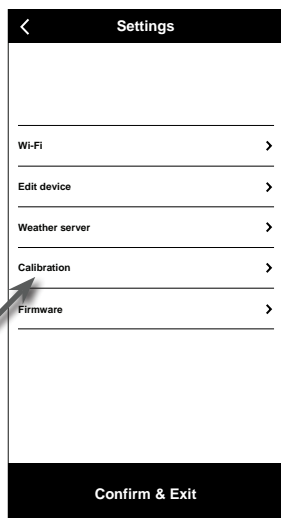 Settings
Wi-Fi
Edit device
Weather server
Calibration
Firmware
Confirm & Exit